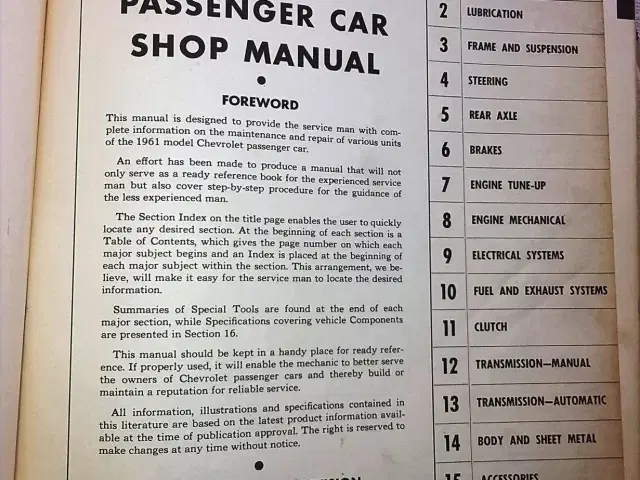 PASSENGER CAR
SHOP MANUAL
FOREWORD
This manual is designed to provide the service man with com-
plete information on the maintenance and repair of various units
of the 1961 model Chevrolet passenger car.
An effort has been made to produce a manual that will not
only serve as a ready reference book for the experienced service
man but also cover step-by-step procedure for the guidance of
the less experienced man.
The Section Index on the title page enables the user to quickly
locate any desired section. At the beginning of each section is a
Table of Contents, which gives the page number on which each
major subject begins and an Index is placed at the beginning of
each major subject within the section. This arrangement, we be-
lieve, will make it easy for the service man to locate the desired
information.
Summaries of Special Tools are found at the end of each
major section, while Specifications covering vehicle Components
are presented in Section 16.
This manual should be kept in a handy place for ready refer-
ence. If properly used, it will enable the mechanic to better serve
the owners of Chevrolet passenger cars and thereby build or
maintain a reputation for reliable service.
All information, illustrations and specifications contained in
this literature are based on the latest product information avail-
able at the time of publication approval. The right is reserved to
make changes at any time without notice.
2 LUBRICATION
3 FRAME AND SUSPENSION
4 STEERING
5 REAR AXLE
6 BRAKES
7 ENGINE TUNE-UP
8 ENGINE MECHANICAL
9 ELECTRICAL SYSTEMS
10 FUEL AND EXHAUST SYSTEMS
11 CLUTCH
12 TRANSMISSION—MANUAL
13 TRANSMISSION—AUTOMATIC
14 BODY AND SHEET METAL
15 ACCESSORIES